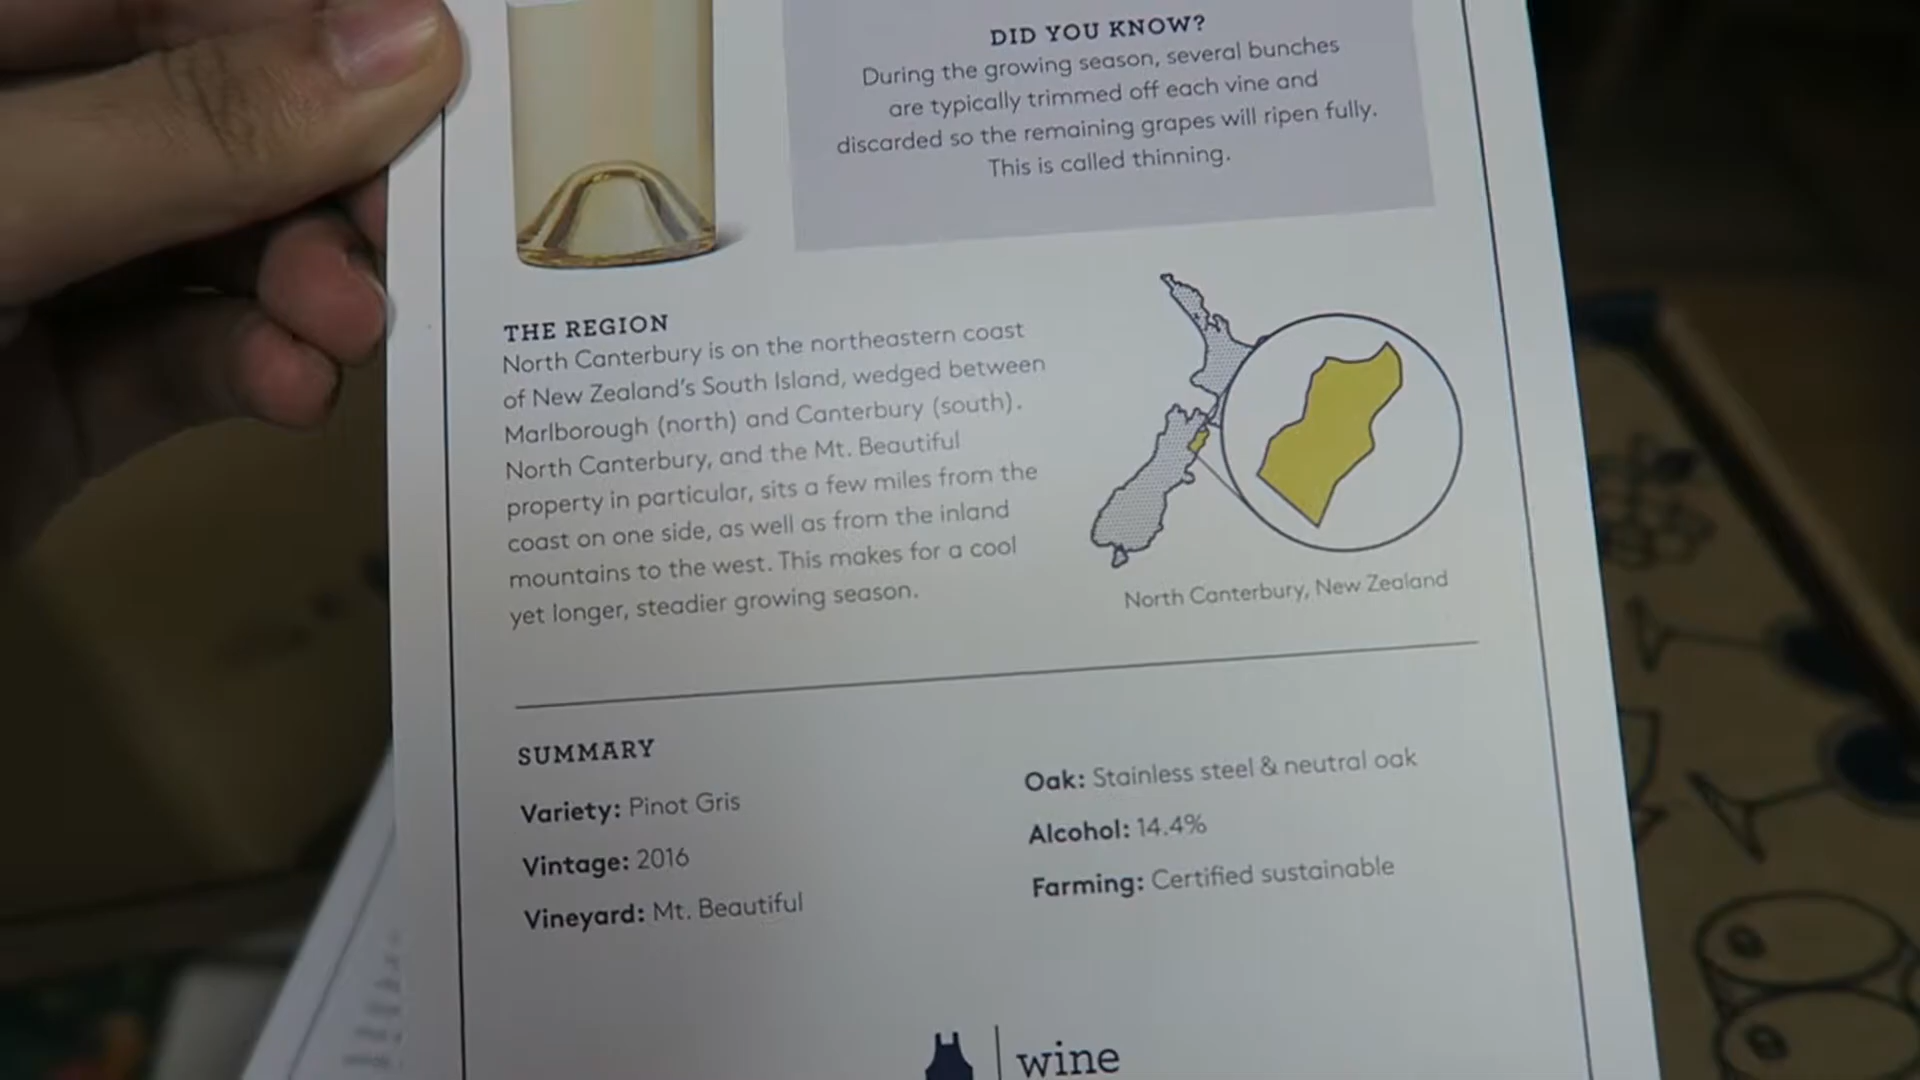 DID YOU KNOW?
During the growing season, several bunches
are typically trimmed off each vine and
discarded so the remaining grapes will ripen fully.
This is called thinning.
THE REGION
North Canterbury is on the northeastern coast
of New Zealand's South Island, wedged between
Marlborough (north) and Canterbury (south).
North Canterbury, and the Mt. Beautiful
property in particular, sits a few miles from the
coast on one side, as well as from the inland
mountains to the west. This makes for a cool
yet longer, steadier growing season.
North Canterbury, New Zealand
SUMMARY
Variety: Pinot Gris
Vintage: 2016
Vineyard: Mt. Beautiful
Oak: Stainless steel & neutral oak
Alcohol: 14.4%
Farming: Certified sustainable
wine